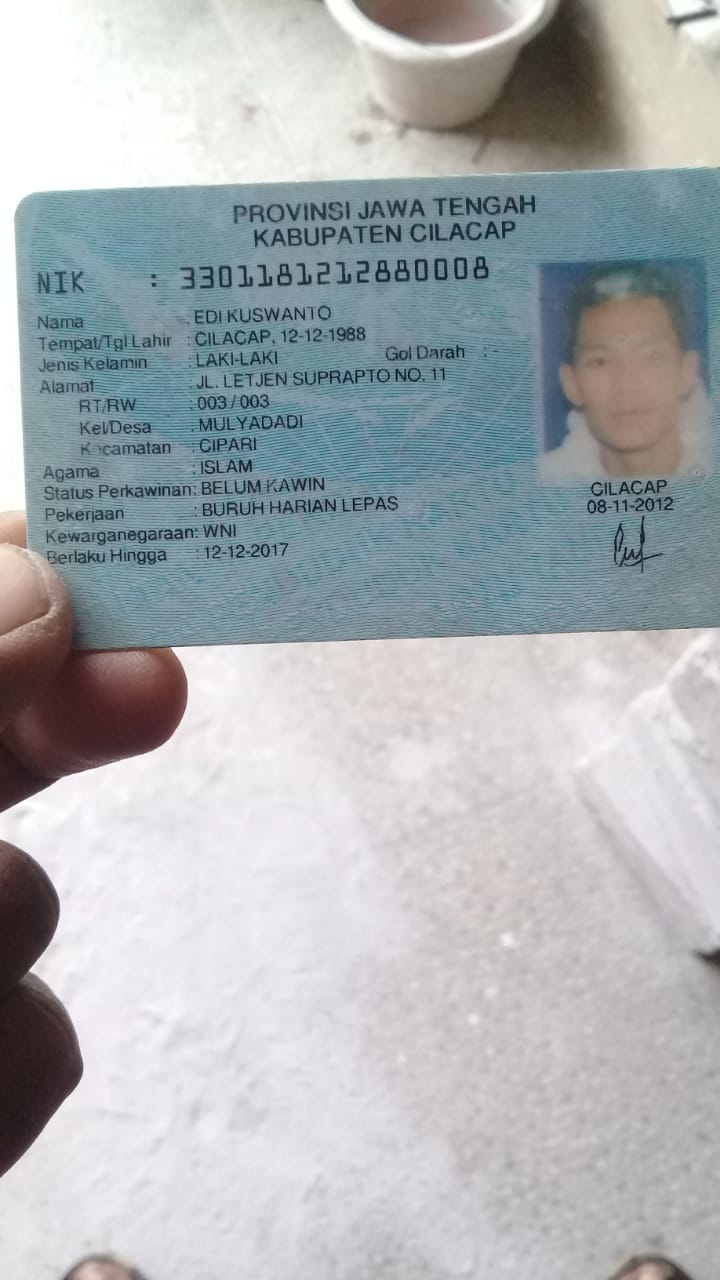 PROVINSI JAWA TENGAH
KABUPATEN CILACAP
NIK : 3301181212880008
Nama : EDI KUSWANTO
Tempat/Tgl Lahir : CILACAP, 12-12-1988
Jenis Kelamin : LAKI-LAKI Gol Darah : -
Alamat : JL. LETJEN SUPRAPTO NO. 11
RT/RW : 003 / 003
Kel/Desa : MULYADADI
Kecamatan : CIPARI
Agama : ISLAM
Status Perkawinan: BELUM KAWIN
Pekerjaan : BURUH HARIAN LEPAS
Kewarganegaraan: WNI
Berlaku Hingga : 12-12-2017
CILACAP
08-11-2012